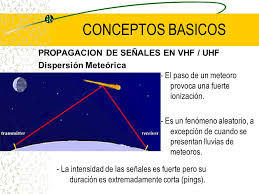 CONCEPTOS BASICOS
PROPAGACION DE SEÑALES EN VHF / UHF
Dispersión Meteórica
- El paso de un meteoro
provoca una fuerte
ionización.
- Es un fenómeno aleatorio, a
excepción de cuando se
presentan lluvias de
meteoros.
transmitter
receiver
- La intensidad de las señales es fuerte pero su
duración es extremadamente corta (pings).